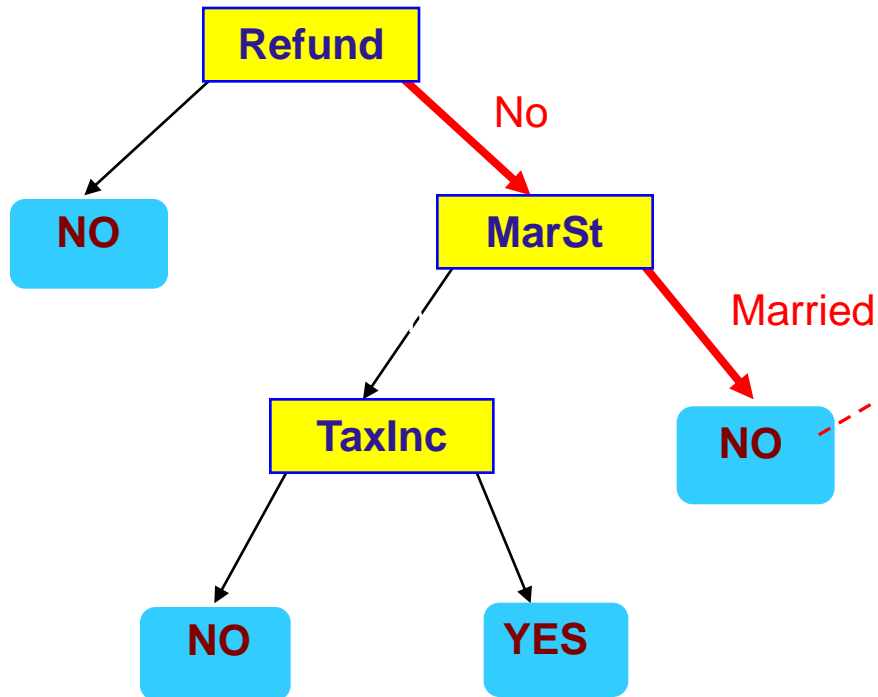 Refund
No
NO
MarSt
Married
TaxInc
NO
NO
YES